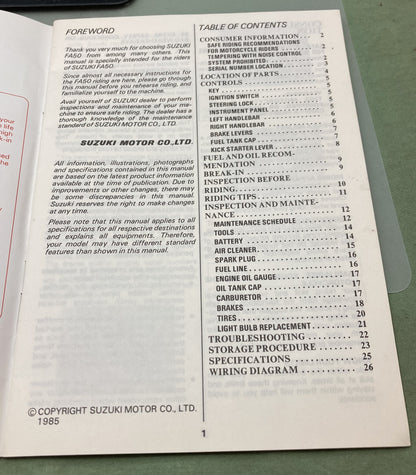 your
life
high
k-in
ed
the
FOREWORD
Thank you very much for choosing SUZUKI
FA50 from among many others. This
manual is specially intended for the riders
of SUZUKI FA50.
Since almost all necessary instructions for
the FA50 riding are here, please go through
this manual before you rehearse riding, and
familiarize yourself to the machine.
Avail yourself of SUZUKI dealer to perform
inspections and maintenance of your ma-
chine to ensure safe riding. The dealer has a
thorough knowledge of the maintenance
standard of SUZUKI MOTOR CO., LTD.
SUZUKI MOTOR CO.,LTD.
All information, illustrations, photographs
and specifications contained in this manual
are based on the latest product information
available at the time of publication. Due to
improvements or other changes, there may
be some discrepancies in this manual.
Suzuki reserves the right to make changes
at any time.
Please note that this manual applies to all
specifications for all respective destinations
and explains all equipments. Therefore,
your model may have different standard
features than shown in this manual.
© COPYRIGHT SUZUKI MOTOR CO., LTD.
1985
TABLE OF CONTENTS
CONSUMER INFORMATION . . . 2
SAFE RIDING RECOMMENDATIONS
FOR MOTORCYCLE RIDERS . . . . 2
TEMPERING WITH NOISE CONTROL
SYSTEM PROHIBITED . . . . 2
SERIAL NUMBER LOCATION . . . .
LOCATION OF PARTS . . . . 4
CONTROLS . . . . 5
KEY . . . . 5
IGNITION SWITCH . . . . 5
STEERING LOCK . . . . 5
INSTRUMENT PANEL . . . .
LEFT HANDLEBAR . . . . 6
RIGHT HANDLEBAR . . . .
BRAKE LEVERS . . . . 7
FUEL TANK CAP . . . . 7
KICK STARTER LEVER . . . . 8
FUEL AND OIL RECOM-
MENDATION . . . . 9
BREAK-IN . . . . 9
INSPECTION BEFORE
RIDING . . . . 10
RIDING TIPS . . . . 11
INSPECTION AND MAINTE-
NANCE . . . . 12
MAINTENANCE SCHEDULE . . . . 12
TOOLS . . . . 14
BATTERY . . . . 14
AIR CLEANER . . . . 15
SPARK PLUG . . . . 16
FUEL LINE . . . . 16
ENGINE OIL GAUGE . . . . 16
OIL TANK CAP . . . . 17
CARBURETOR . . . . 17
BRAKES . . . . 18
TIRES . . . . 20
LIGHT BULB REPLACEMENT . . . . 21
TROUBLESHOOTING . . . . 22
STORAGE PROCEDURE . . . . 23
SPECIFICATIONS . . . . 25
WIRING DIAGRAM . . . . 26
1